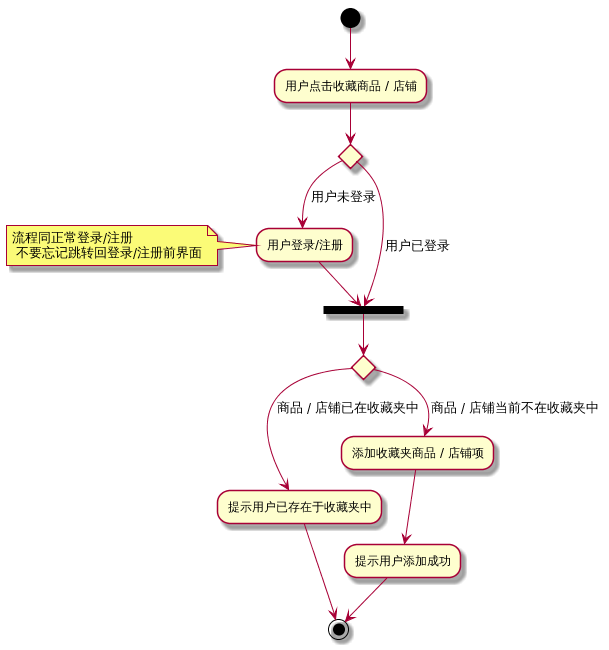 用户点击收藏商品 / 店铺
用户未登录
流程同正常登录/注册
不要忘记跳转回登录/注册前界面
用户登录/注册
用户已登录
商品 / 店铺已在收藏夹中
商品 / 店铺当前不在收藏夹中
添加收藏夹商品 / 店铺项
提示用户已存在于收藏夹中
提示用户添加成功